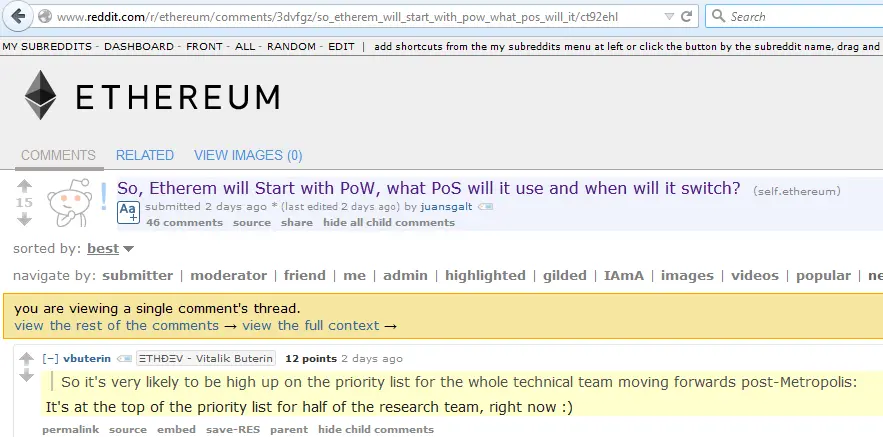 www.reddit.com/r/ethereum/comments/3dvfgz/so_etherem_will_start_with_pow_what_pos_will_it/ct92ehl
Search
MY SUBREDDITS - DASHBOARD - FRONT - ALL - RANDOM - EDIT | add shortcuts from the my subreddits menu at left or click the button by the subreddit name, drag and
ETHEREUM
COMMENTS RELATED VIEW IMAGES (0)
15
So, Etherem will Start with PoW, what PoS will it use and when will it switch? (self.ethereum)
Aa+ submitted 2 days ago * (last edited 2 days ago) by juansgalt
46 comments source share hide all child comments
sorted by: best
navigate by: submitter | moderator | friend | me | admin | highlighted | gilded | IAmA | images | videos | popular | ne
you are viewing a single comment's thread.
view the rest of the comments → view the full context →
[–] vbuterin ΞTHÐΞV - Vitalik Buterin 12 points 2 days ago
So it's very likely to be high up on the priority list for the whole technical team moving forwards post-Metropolis:
It's at the top of the priority list for half of the research team, right now :)
permalink source embed save-RES parent hide child comments